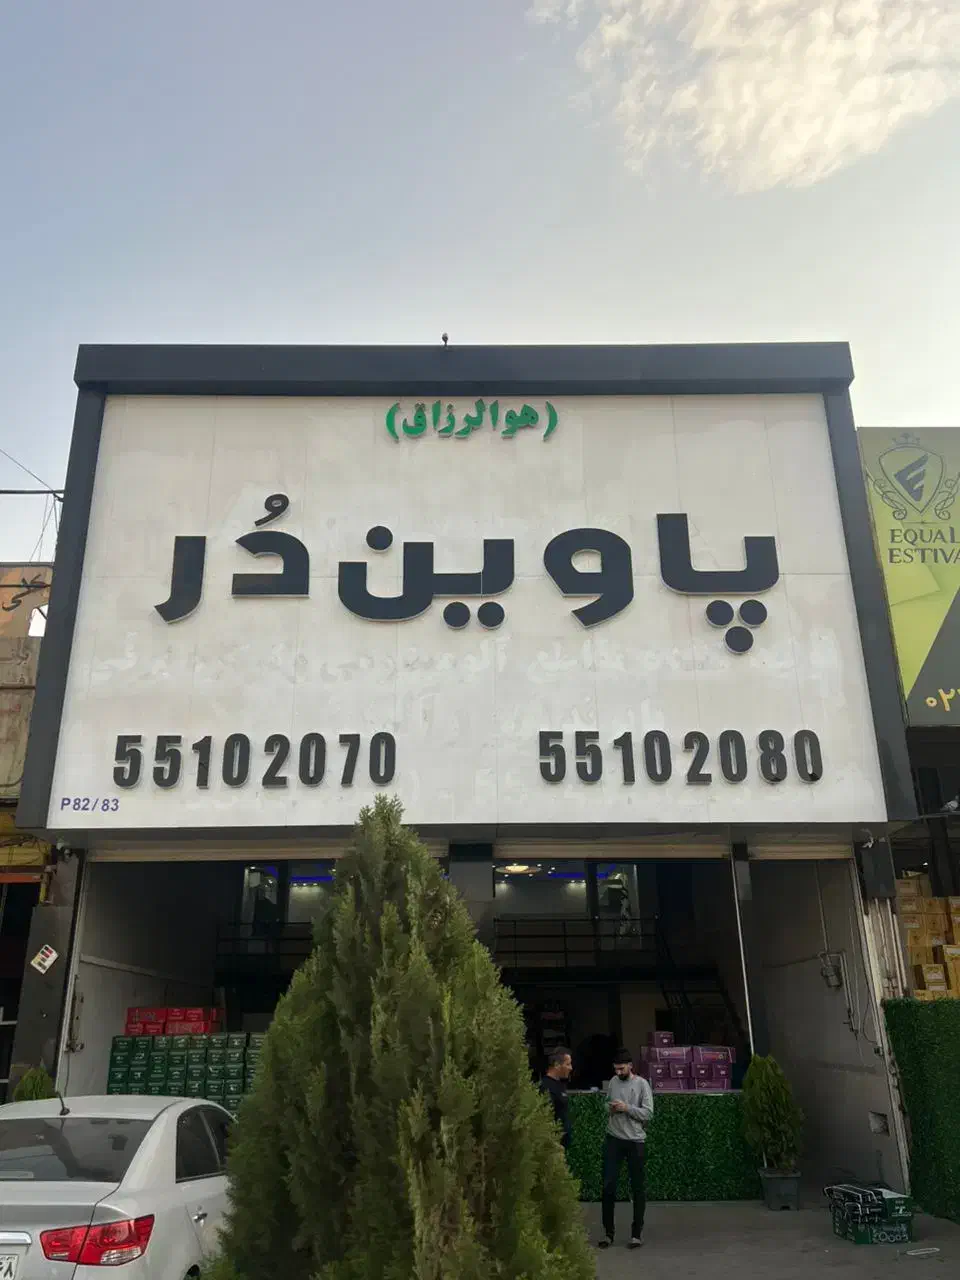 (هوالرزاق)
پاوین دُر
55102070 55102080
P82/83
EQUAL
ESTIVA